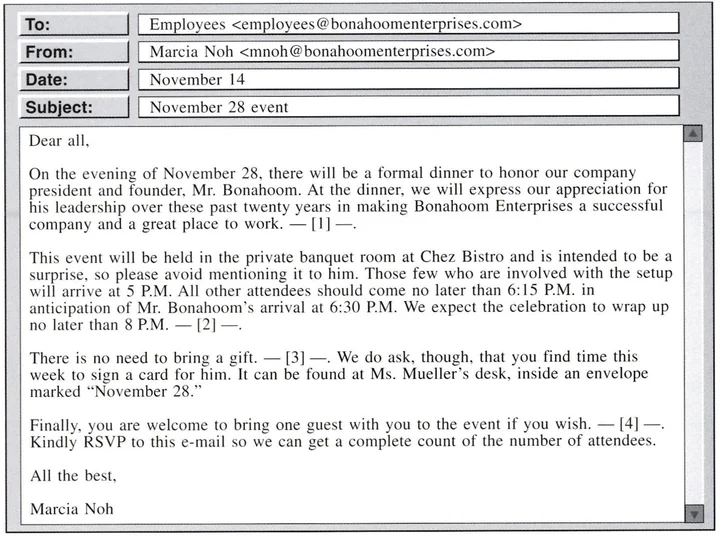 To: Employees <employees@bonahoomenterprises.com>
From: Marcia Noh <mnoh@bonahoomenterprises.com>
Date: November 14
Subject: November 28 event
Dear all,
On the evening of November 28, there will be a formal dinner to honor our company
president and founder, Mr. Bonahoom. At the dinner, we will express our appreciation for
his leadership over these past twenty years in making Bonahoom Enterprises a successful
company and a great place to work. — [1] —.
This event will be held in the private banquet room at Chez Bistro and is intended to be a
surprise, so please avoid mentioning it to him. Those few who are involved with the setup
will arrive at 5 P.M. All other attendees should come no later than 6:15 P.M. in
anticipation of Mr. Bonahoom's arrival at 6:30 P.M. We expect the celebration to wrap up
no later than 8 P.M. — [2] —.
There is no need to bring a gift. — [3] —. We do ask, though, that you find time this
week to sign a card for him. It can be found at Ms. Mueller's desk, inside an envelope
marked “November 28.”
Finally, you are welcome to bring one guest with you to the event if you wish. — [4] —.
Kindly RSVP to this e-mail so we can get a complete count of the number of attendees.
All the best,
Marcia Noh